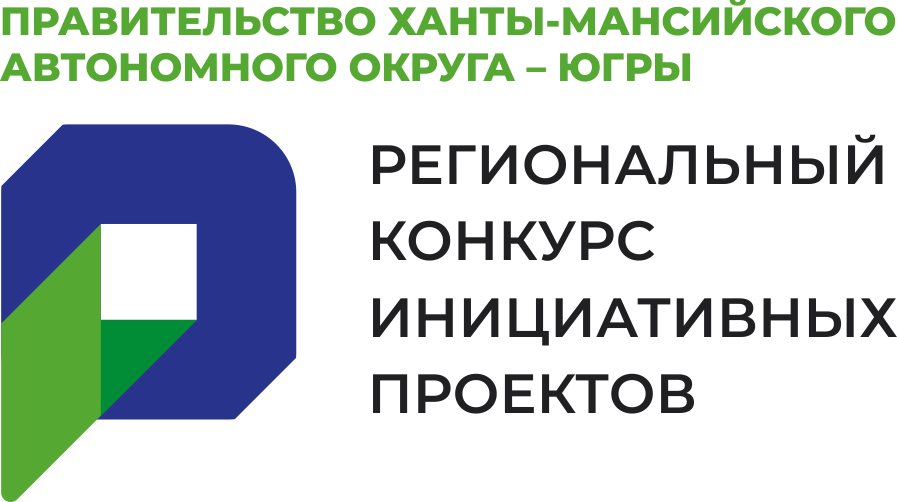 ПРАВИТЕЛЬСТВО ХАНТЫ-МАНСИЙСКОГО
АВТОНОМНОГО ОКРУГА – ЮГРЫ
РЕГИОНАЛЬНЫЙ
КОНКУРС
ИНИЦИАТИВНЫХ
ПРОЕКТОВ